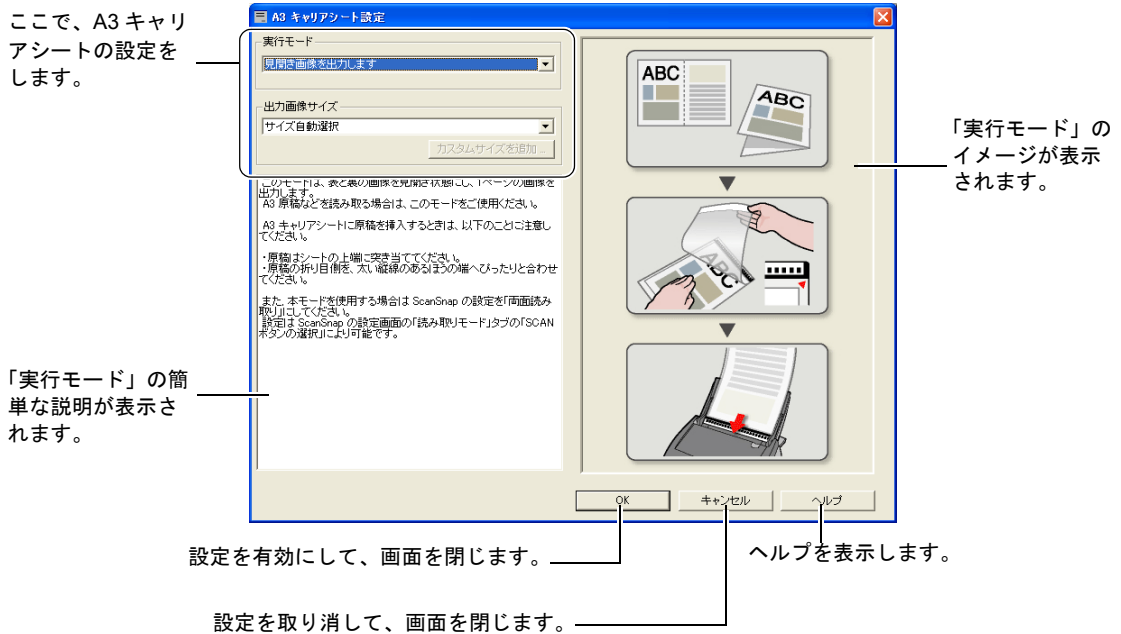 ここで、A3 キャリ
アシートの設定を
します。
A3 キャリアシート設定
実行モード
見開き画像を出力します
出力画像サイズ
サイズ自動選択
カスタムサイズを追加...
このモードは、表と裏の画像を見開き状態にし、1ページの画像を
出力します。
A3 原稿などを読み取る場合は、このモードをご使用ください。
A3 キャリアシートに原稿を挿入するときは、以下のことにご注意し
てください。
・原稿はシートの上端に突き当ててください。
・原稿の折り目側を、太い縦線のあるほうの端へぴったりと合わせ
てください。
また、本モードを使用する場合は ScanSnap の設定を「両面読み
取り」にしてください。
設定は ScanSnap の設定画面の「読み取りモード」タブの「SCAN
ボタンの選択」により可能です。
ABC
ABC
ABC
「実行モード」の
イメージが表示
されます。
「実行モード」の簡
単な説明が表示さ
れます。
OK
キャンセル
ヘルプ
設定を有効にして、画面を閉じます。
ヘルプを表示します。
設定を取り消して、画面を閉じます。